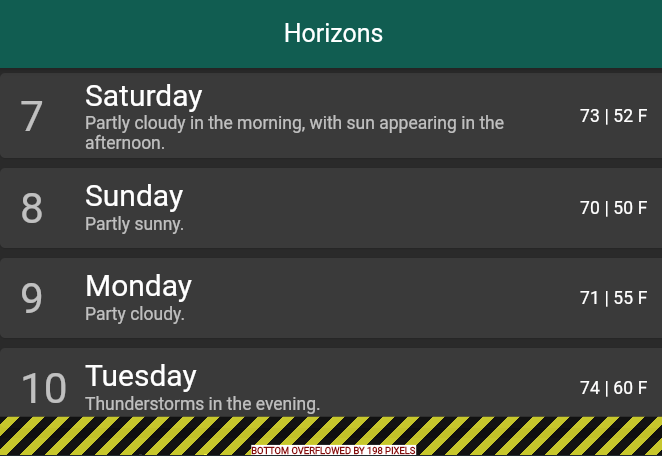 Horizons
7
Saturday
73 | 52 F
Partly cloudy in the morning, with sun appearing in the
afternoon.
8
Sunday
70 | 50 F
Partly sunny.
9
Monday
71 | 55 F
Party cloudy.
10
Tuesday
74 | 60 F
Thunderstorms in the evening.
BOTTOM OVERFLOWED BY 198 PIXELS